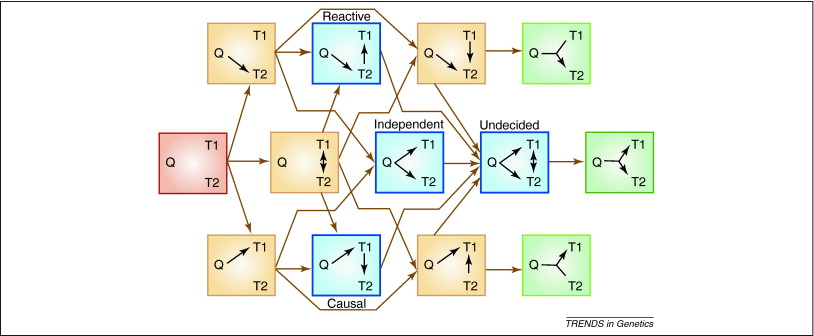 Reactive
T1
Q
T2
T1
Q
T2
T1
Q
T2
T1
Q
T2
Independent
Undecided
T1
Q
T2
T1
Q
T2
T1
Q
T2
T1
Q
T2
T1
Q
T2
T1
Q
T2
T1
Q
T2
T1
Q
T2
T1
Q
T2
Causal
TRENDS in Genetics